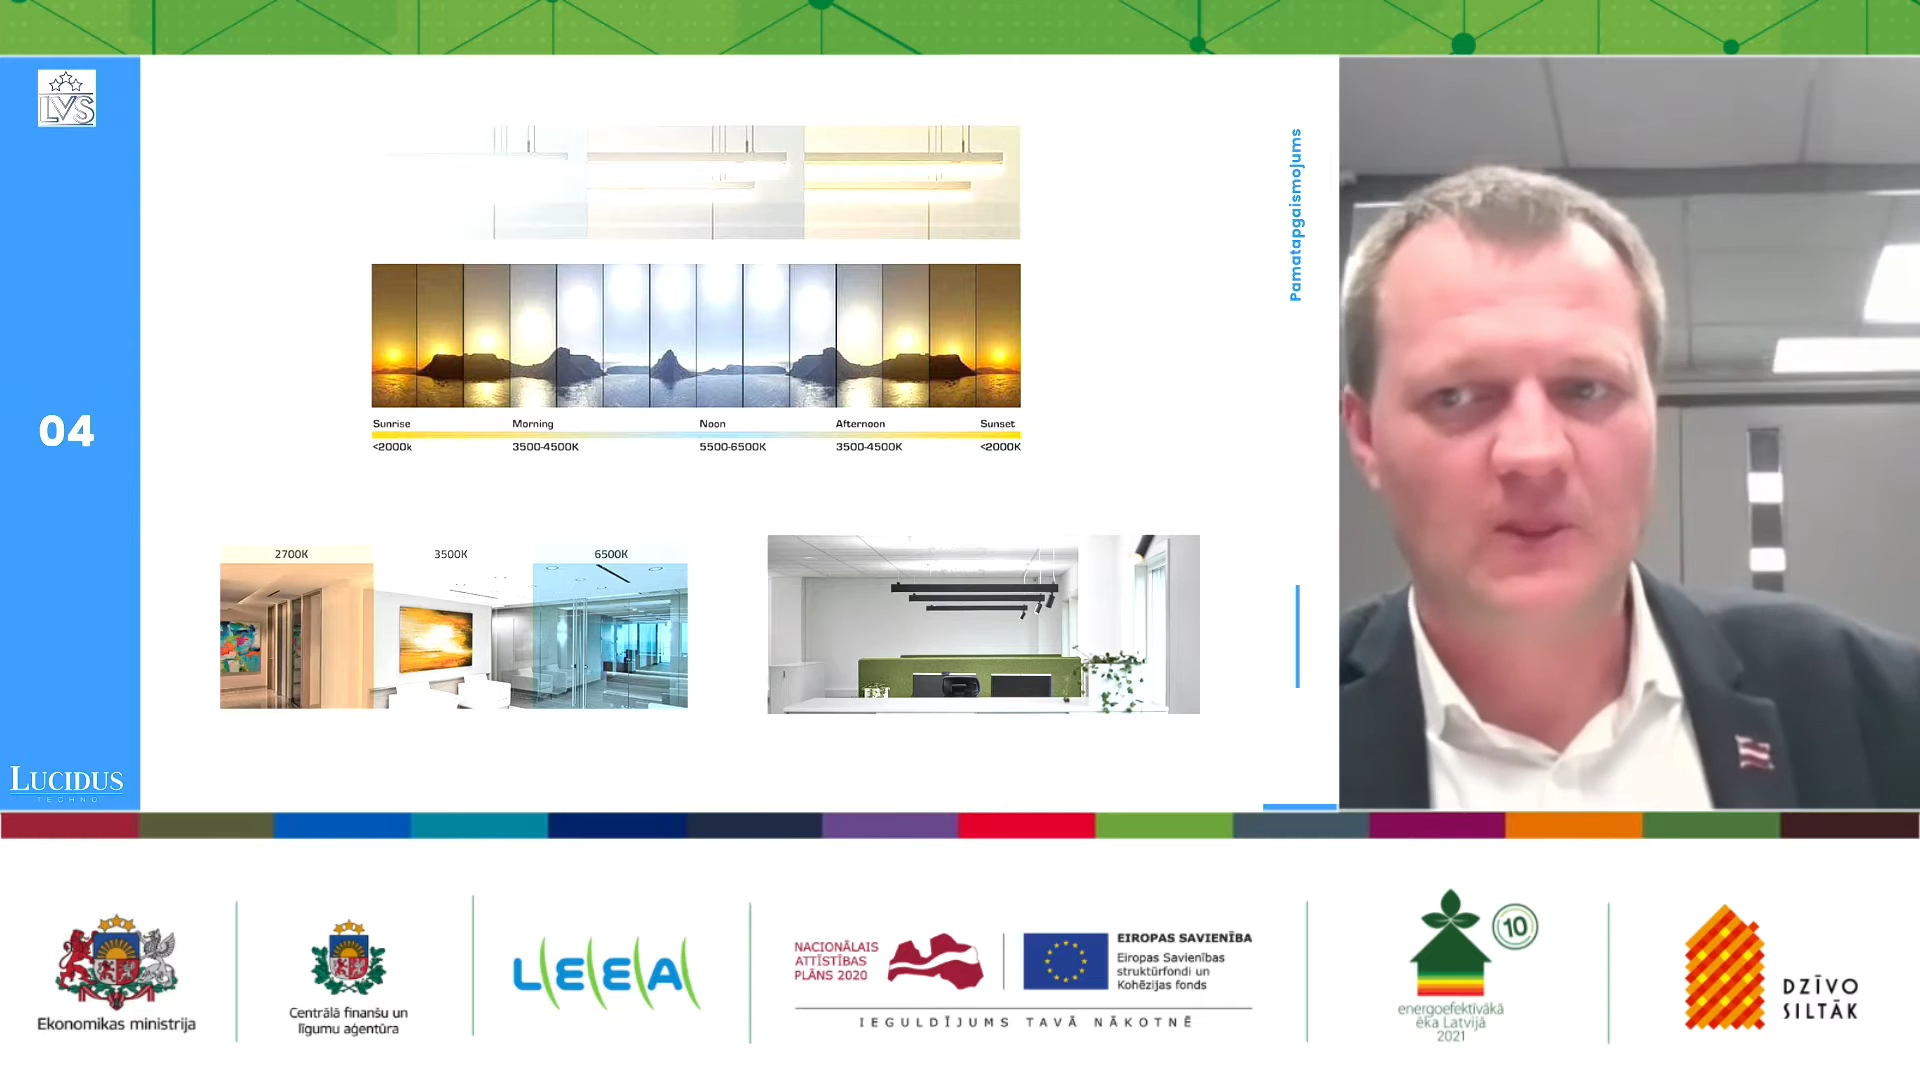 LVS
04
LUCIDUS
TECHNO
Pamatapgaismojums
Sunrise Morning Noon Afternoon Sunset
<2000k 3500-4500K 5500-6500K 3500-4500K <2000K
2700K 3500K 6500K
Ekonomikas ministrija
Centrālā finanšu un
līgumu aģentūra
LEEA
NACIONĀLAIS
ATTĪSTĪBAS
PLĀNS 2020
EIROPAS SAVIENĪBA
Eiropas Savienības
struktūrfondi un
Kohēzijas fonds
IEGULDĪJUMS TAVĀ NĀKOTNĒ
10
energoefektīvākā
ēka Latvijā
2021
DZĪVO
SILTĀK